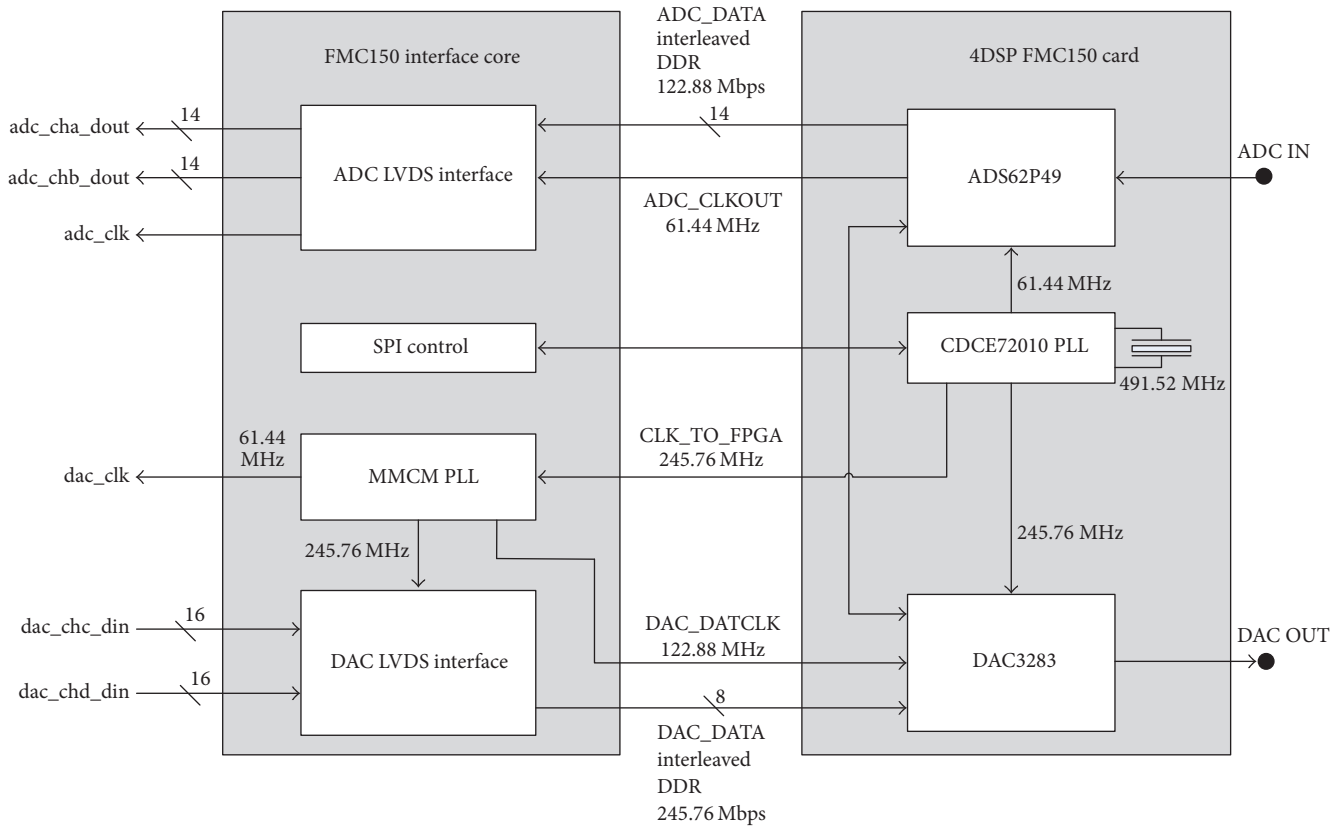 ADC_DATA
interleaved
DDR
122.88 Mbps
FMC150 interface core
4DSP FMC150 card
14
adc_cha_dout
14
adc_chb_dout
adc_clk
ADC LVDS interface
14
ADC_CLKOUT
61.44 MHz
ADS62P49
ADC IN
61.44 MHz
SPI control
CDCE72010 PLL
491.52 MHz
61.44
MHz
dac_clk
MMCM PLL
CLK_TO_FPGA
245.76 MHz
245.76 MHz
245.76 MHz
16
dac_chc_din
16
dac_chd_din
DAC LVDS interface
DAC_DATCLK
122.88 MHz
8
DAC_DATA
interleaved
DDR
245.76 Mbps
DAC3283
DAC OUT